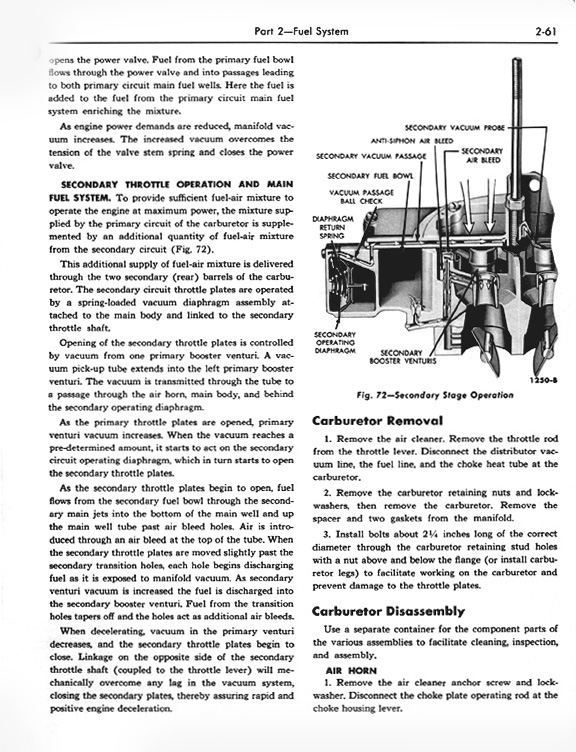 Part 2—Fuel System
2-61
opens the power valve. Fuel from the primary fuel bowl
flows through the power valve and into passages leading
to both primary circuit main fuel wells. Here the fuel is
added to the fuel from the primary circuit main fuel
system enriching the mixture.
As engine power demands are reduced, manifold vac-
uum increases. The increased vacuum overcomes the
tension of the valve stem spring and closes the power
valve.
SECONDARY THROTTLE OPERATION AND MAIN
FUEL SYSTEM. To provide sufficient fuel-air mixture to
operate the engine at maximum power, the mixture sup-
plied by the primary circuit of the carburetor is supple-
mented by an additional quantity of fuel-air mixture
from the secondary circuit (Fig. 72).
This additional supply of fuel-air mixture is delivered
through the two secondary (rear) barrels of the carbu-
retor. The secondary circuit throttle plates are operated
by a spring-loaded vacuum diaphragm assembly at-
tached to the main body and linked to the secondary
throttle shaft.
Opening of the secondary throttle plates is controlled
by vacuum from one primary booster venturi. A vac-
uum pick-up tube extends into the left primary booster
venturi. The vacuum is transmitted through the tube to
a passage through the air horn, main body, and behind
the secondary operating diaphragm.
As the primary throttle plates are opened, primary
venturi vacuum increases. When the vacuum reaches a
pre-determined amount, it starts to act on the secondary
circuit operating diaphragm, which in turn starts to open
the secondary throttle plates.
As the secondary throttle plates begin to open, fuel
flows from the secondary fuel bowl through the second-
ary main jets into the bottom of the main well and up
the main well tube past air bleed holes. Air is intro-
duced through an air bleed at the top of the tube. When
the secondary throttle plates are moved slightly past the
secondary transition holes, each hole begins discharging
fuel as it is exposed to manifold vacuum. As secondary
venturi vacuum is increased the fuel is discharged into
the secondary booster venturi. Fuel from the transition
holes tapers off and the holes act as additional air bleeds.
When decelerating, vacuum in the primary venturi
decreases, and the secondary throttle plates begin to
close. Linkage on the opposite side of the secondary
throttle shaft (coupled to the throttle lever) will me-
chanically overcome any lag in the vacuum system,
closing the secondary plates, thereby assuring rapid and
positive engine deceleration.
SECONDARY VACUUM PROBE
ANTI-SIPHON AIR BLEED
SECONDARY VACUUM PASSAGE
SECONDARY
AIR BLEED
SECONDARY FUEL BOWL
VACUUM PASSAGE
BALL CHECK
DIAPHRAGM
RETURN
SPRING
SECONDARY
OPERATING
DIAPHRAGM
SECONDARY
BOOSTER VENTURIS
1250-B
Fig. 72—Secondary Stage Operation
Carburetor Removal
1. Remove the air cleaner. Remove the throttle rod
from the throttle lever. Disconnect the distributor vac-
uum line, the fuel line, and the choke heat tube at the
carburetor.
2. Remove the carburetor retaining nuts and lock-
washers, then remove the carburetor. Remove the
spacer and two gaskets from the manifold.
3. Install bolts about 2¼ inches long of the correct
diameter through the carburetor retaining stud holes
with a nut above and below the flange (or install carbu-
retor legs) to facilitate working on the carburetor and
prevent damage to the throttle plates.
Carburetor Disassembly
Use a separate container for the component parts of
the various assemblies to facilitate cleaning, inspection,
and assembly.
AIR HORN
1. Remove the air cleaner anchor screw and lock-
washer. Disconnect the choke plate operating rod at the
choke housing lever.